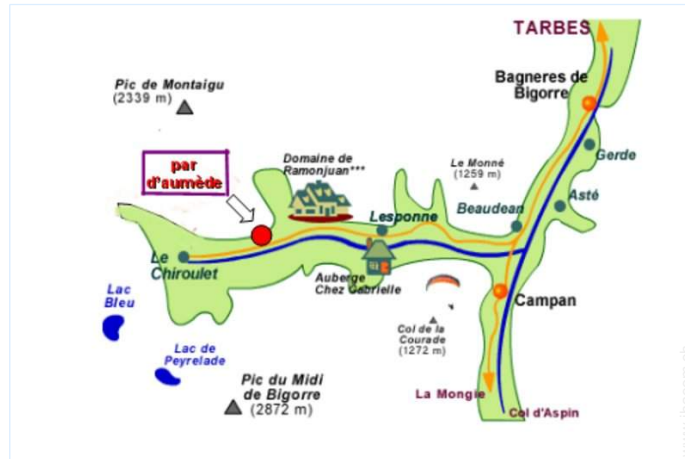 TARBES
Pic de Montaigu
(2339 m)
Bagneres de
Bigorre
par
d'aumède
Domaine de
Ramonjuan***
Le Monné
(1259 m)
Gerde
Asté
Lesponne
Beaudean
Le
Chiroulet
Auberge
Chez Gabrielle
Campan
Lac
Bleu
Col de la
Courade
(1272 m)
Lac de
Peyrelade
Pic du Midi
de Bigorre
(2872 m)
La Mongie
Col d'Aspin